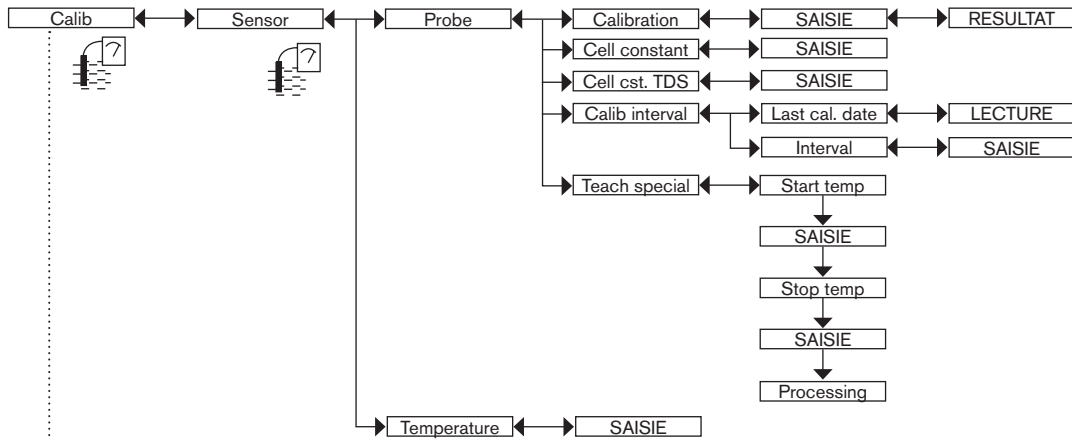 Calib
Sensor
Probe
Calibration
SAISIE
RESULTAT
Cell constant
SAISIE
Cell cst. TDS
SAISIE
Calib interval
Last cal. date
LECTURE
Interval
SAISIE
Teach special
Start temp
SAISIE
Stop temp
SAISIE
Processing
Temperature
SAISIE